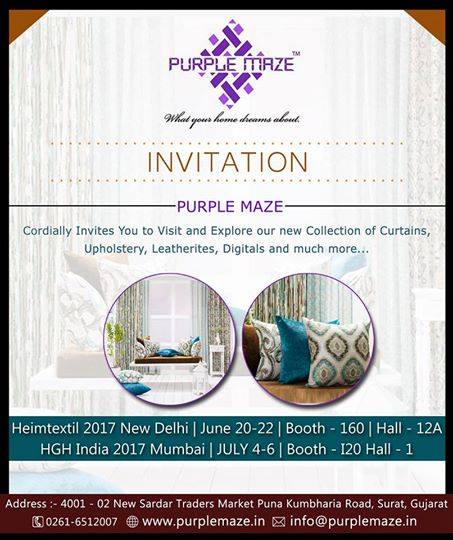 PURPLE MAZE™
What your home dreams about.
INVITATION
PURPLE MAZE
Cordially Invites You to Visit and Explore our new Collection of Curtains,
Upholstery, Leatherites, Digitals and much more...
Heimtextil 2017 New Delhi | June 20-22 | Booth - 160 | Hall - 12A
HGH India 2017 Mumbai | JULY 4-6 | Booth - I20 Hall - 1
Address :- 4001 - 02 New Sardar Traders Market Puna Kumbharia Road, Surat, Gujarat
0261-6512007 www.purplemaze.in info@purplemaze.in